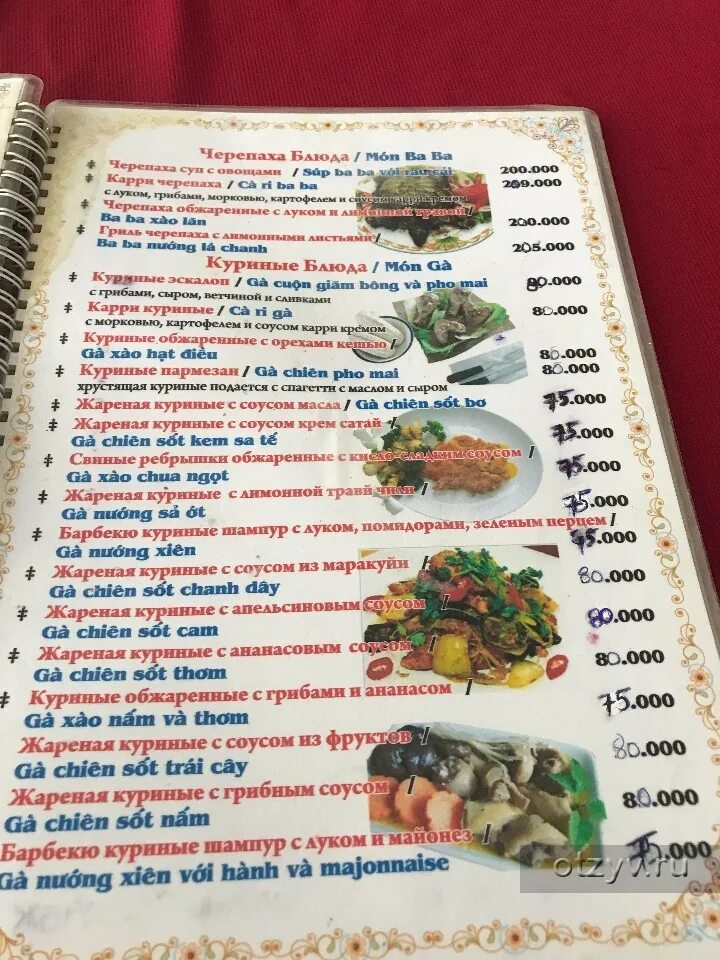 Черепаха Блюда / Món Ba Ba
‡ Черепаха суп с овощами / Súp ba ba với rau cải 200.000
‡ Карри черепаха / Cà ri ba ba 209.000
с луком, грибами, морковью, картофелем и соусом карри кремом
‡ Черепаха обжаренные с луком и лимонной травой / 200.000
Ba ba xào lăn
‡ Гриль черепаха с лимонными листьями / 205.000
Ba ba nướng lá chanh
Куриные Блюда / Món Gà
‡ Куриные эскалоп / Gà cuộn giăm bông và pho mai 80.000
с грибами, сыром, ветчиной и сливками
‡ Карри куриные / Cà ri gà 80.000
с морковью, картофелем и соусом карри кремом
‡ Куриные обжаренные с орехами кешью / 80.000
Gà xào hạt điều
‡ Куриные пармезан / Gà chiên pho mai 80.000
хрустящая куриные подается с спагетти с маслом и сыром
‡ Жареная куриные с соусом масла / Gà chiên sốt bơ 75.000
‡ Жареная куриные с соусом крем сатай / 75.000
Gà chiên sốt kem sa tế
‡ Свиные ребрышки обжаренные с кисло-сладким соусом / 75.000
Gà xào chua ngọt
‡ Жареная куриные с лимонной травй чили / 75.000
Gà nướng sả ớt
‡ Барбекю куриные шампур с луком, помидорами, зеленым перцем / 75.000
Gà nướng xiên
‡ Жареная куриные с соусом из маракуйи / 80.000
Gà chiên sốt chanh dây
‡ Жареная куриные с апельсиновым соусом / 80.000
Gà chiên sốt cam
‡ Жареная куриные с ананасовым соусом / 80.000
Gà chiên sốt thơm
‡ Куриные обжаренные с грибами и ананасом / 75.000
Gà xào nấm và thơm
Жареная куриные с соусом из фруктов / 80.000
Gà chiên sốt trái cây
Жареная куриные с грибным соусом / 80.000
Gà chiên sốt nấm
Барбекю куриные шампур с луком и майонез / 75.000
Gà nướng xiên với hành và majonnaise
otzyv.ru